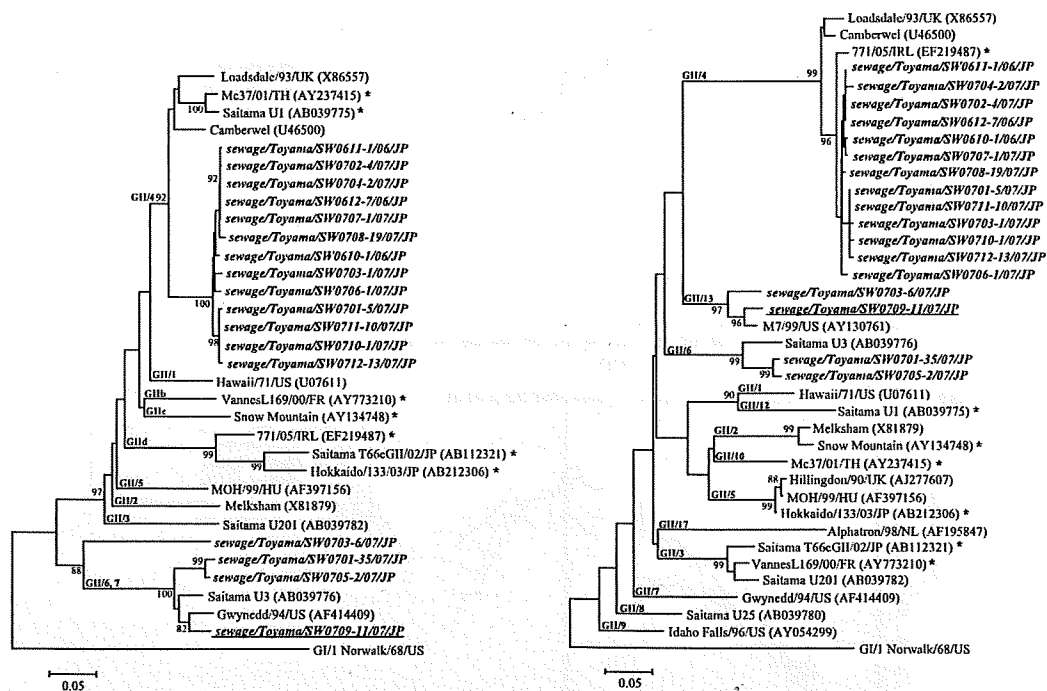 Loadsdale/93/UK (X86557)
Mc37/01/TH (AY237415) *
100
Saitama U1 (AB039775) *
Camberwel (U46500)
sewage/Toyama/SW0611-1/06/JP
92
sewage/Toyama/SW0702-4/07/JP
sewage/Toyama/SW0704-2/07/JP
GII/4 92
sewage/Toyama/SW0612-7/06/JP
sewage/Toyama/SW0707-1/07/JP
sewage/Toyama/SW0708-19/07/JP
sewage/Toyama/SW0610-1/06/JP
sewage/Toyama/SW0703-1/07/JP
sewage/Toyama/SW0706-1/07/JP
100
sewage/Toyama/SW0701-5/07/JP
sewage/Toyama/SW0711-10/07/JP
98
sewage/Toyama/SW0710-1/07/JP
sewage/Toyama/SW0712-13/07/JP
GII/1
Hawaii/71/US (U07611)
GIIb
VannesL169/00/FR (AY773210) *
GIIc
Snow Mountain (AY134748) *
GIId
771/05/IRL (EF219487) *
99
Saitama T66cGII/02/JP (AB112321) *
99
Hokkaido/133/03/JP (AB212306) *
GII/5
MOH/99/HU (AF397156)
97
GII/2
Melksham (X81879)
GII/3
Saitama U201 (AB039782)
sewage/Toyama/SW0703-6/07/JP
88
99
sewage/Toyama/SW0701-35/07/JP
GII/6, 7
sewage/Toyama/SW0705-2/07/JP
100
Saitama U3 (AB039776)
Gwynedd/94/US (AF414409)
82
sewage/Toyama/SW0709-11/07/JP
GI/1 Norwalk/68/US
0.05
Loadsdale/93/UK (X86557)
Camberwel (U46500)
771/05/IRL (EF219487) *
GII/4
99
sewage/Toyama/SW0611-1/06/JP
sewage/Toyama/SW0704-2/07/JP
sewage/Toyama/SW0702-4/07/JP
sewage/Toyama/SW0612-7/06/JP
96
sewage/Toyama/SW0610-1/06/JP
sewage/Toyama/SW0707-1/07/JP
sewage/Toyama/SW0708-19/07/JP
sewage/Toyama/SW0701-5/07/JP
sewage/Toyama/SW0711-10/07/JP
sewage/Toyama/SW0703-1/07/JP
sewage/Toyama/SW0710-1/07/JP
sewage/Toyama/SW0712-13/07/JP
sewage/Toyama/SW0706-1/07/JP
GII/13
sewage/Toyama/SW0703-6/07/JP
97
sewage/Toyama/SW0709-11/07/JP
96
M7/99/US (AY130761)
GII/6
Saitama U3 (AB039776)
99
sewage/Toyama/SW0701-35/07/JP
99
sewage/Toyama/SW0705-2/07/JP
GII/1
Hawaii/71/US (U07611)
90
GII/12
Saitama U1 (AB039775) *
GII/2
99
Melksham (X81879)
Snow Mountain (AY134748) *
GII/10
Mc37/01/TH (AY237415) *
88
Hillingdon/90/UK (AJ277607)
GII/5
MOH/99/HU (AF397156)
99
Hokkaido/133/03/JP (AB212306) *
GII/17
Alphatron/98/NL (AF195847)
GII/3
Saitama T66cGII/02/JP (AB112321) *
99
VannesL169/00/FR (AY773210) *
Saitama U201 (AB039782)
GII/7
Gwynedd/94/US (AF414409)
GII/8
Saitama U25 (AB039780)
GII/9
Idaho Falls/96/US (AY054299)
GI/1 Norwalk/68/US
0.05